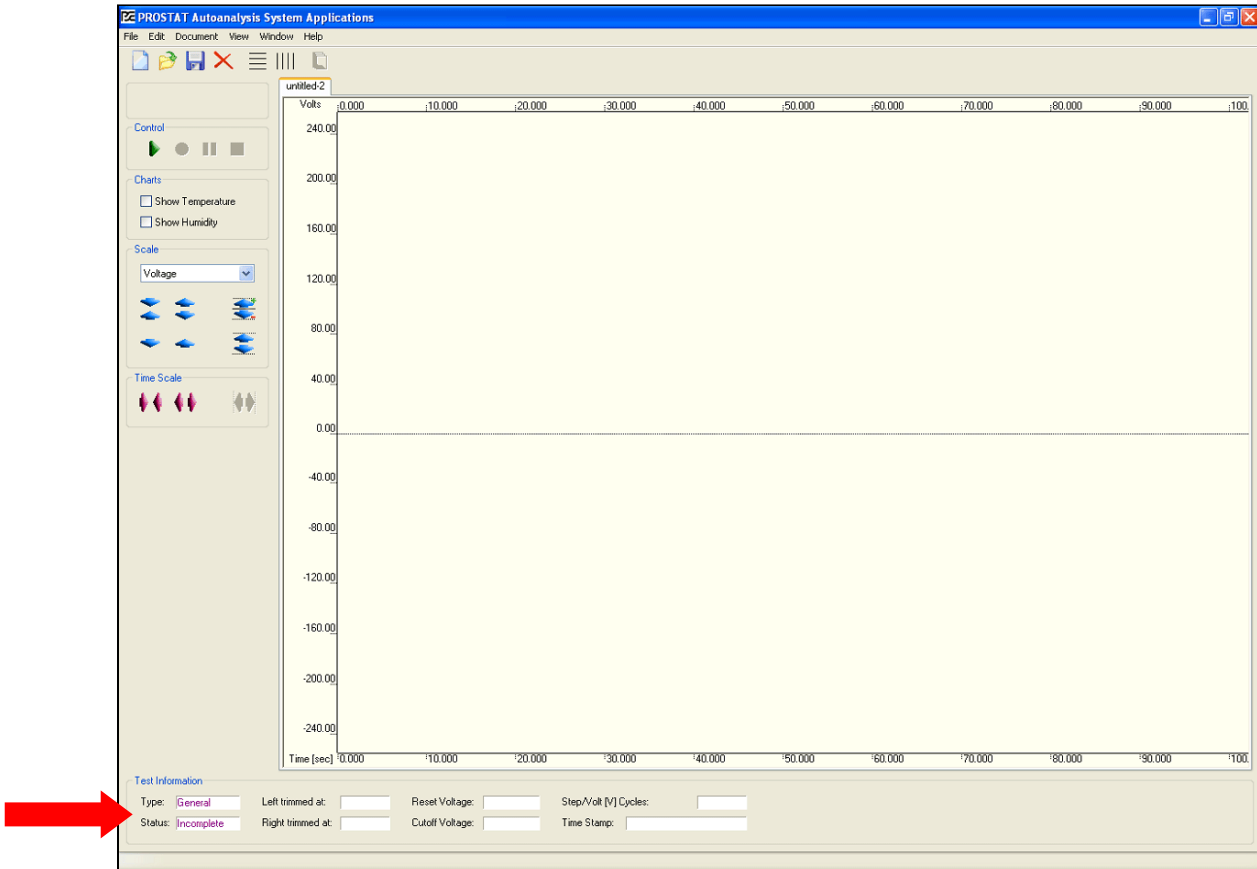 PROSTAT Autoanalysis System Applications
File Edit Document View Window Help
untitled-2
Volts 0.000 10.000 20.000 30.000 40.000 50.000 60.000 70.000 80.000 90.000 100.
Control
Charts
Show Temperature
Show Humidity
Scale
Voltage
Time Scale
240.00
200.00
160.00
120.00
80.00
40.00
0.00
-40.00
-80.00
-120.00
-160.00
-200.00
-240.00
Time [sec] 0.000 10.000 20.000 30.000 40.000 50.000 60.000 70.000 80.000 90.000 100.
Test Information
Type: General Left trimmed at: Reset Voltage: Step/Volt [V] Cycles:
Status: Incomplete Right trimmed at: Cutoff Voltage: Time Stamp: